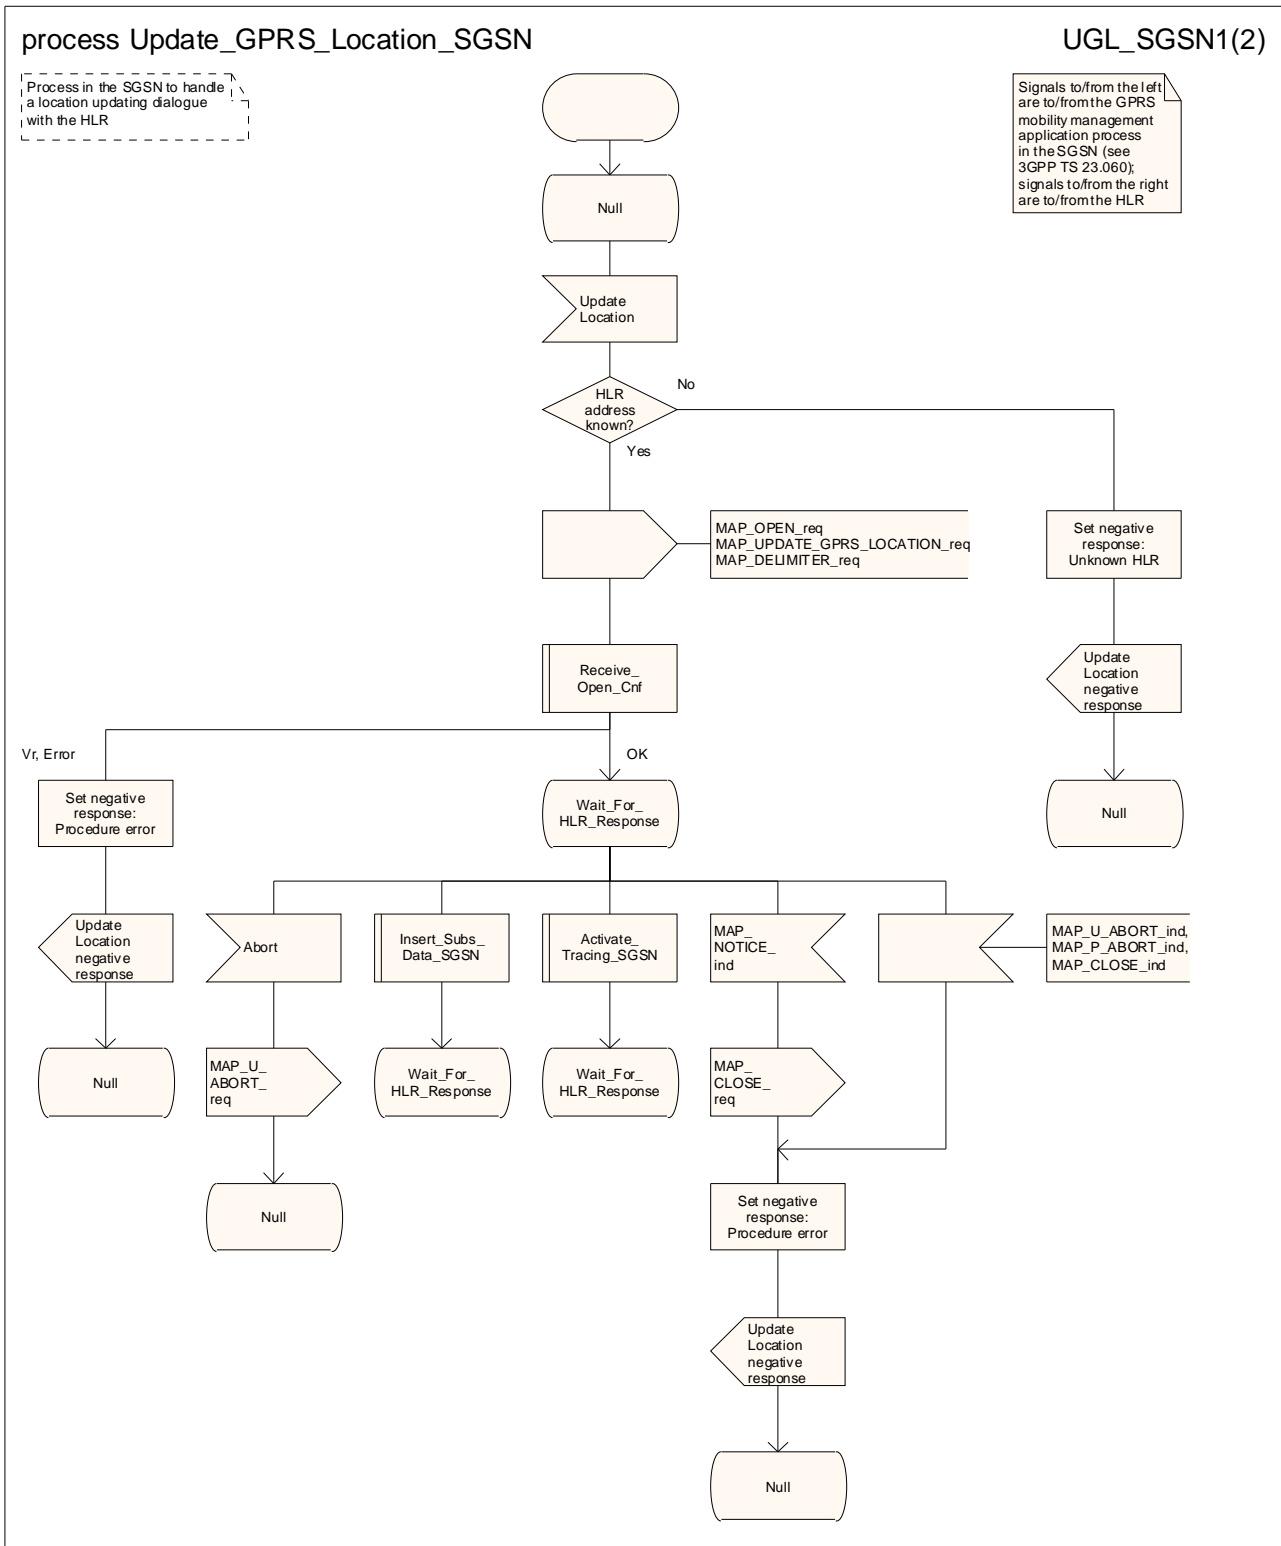 process Update_GPRS_Location_SGSN
UGL_SGSN1(2)
Process in the SGSN to handle
a location updating dialogue
with the HLR
Signals to/from the left
are to/from the GPRS
mobility management
application process
in the SGSN (see
3GPP TS 23.060);
signals to/from the right
are to/from the HLR
Null
Update
Location
HLR
address
known?
No
Yes
MAP_OPEN_req
MAP_UPDATE_GPRS_LOCATION_req
MAP_DELIMITER_req
Set negative
response:
Unknown HLR
Receive_
Open_Cnf
Update
Location
negative
response
Vr, Error
OK
Set negative
response:
Procedure error
Wait_For_
HLR_Response
Null
Update
Location
negative
response
Abort
Insert_Subs_
Data_SGSN
Activate_
Tracing_SGSN
MAP_
NOTICE_
ind
MAP_U_ABORT_ind,
MAP_P_ABORT_ind,
MAP_CLOSE_ind
Null
MAP_U_
ABORT_
req
Wait_For_
HLR_Response
Wait_For_
HLR_Response
MAP_
CLOSE_
req
Null
Set negative
response:
Procedure error
Update
Location
negative
response
Null